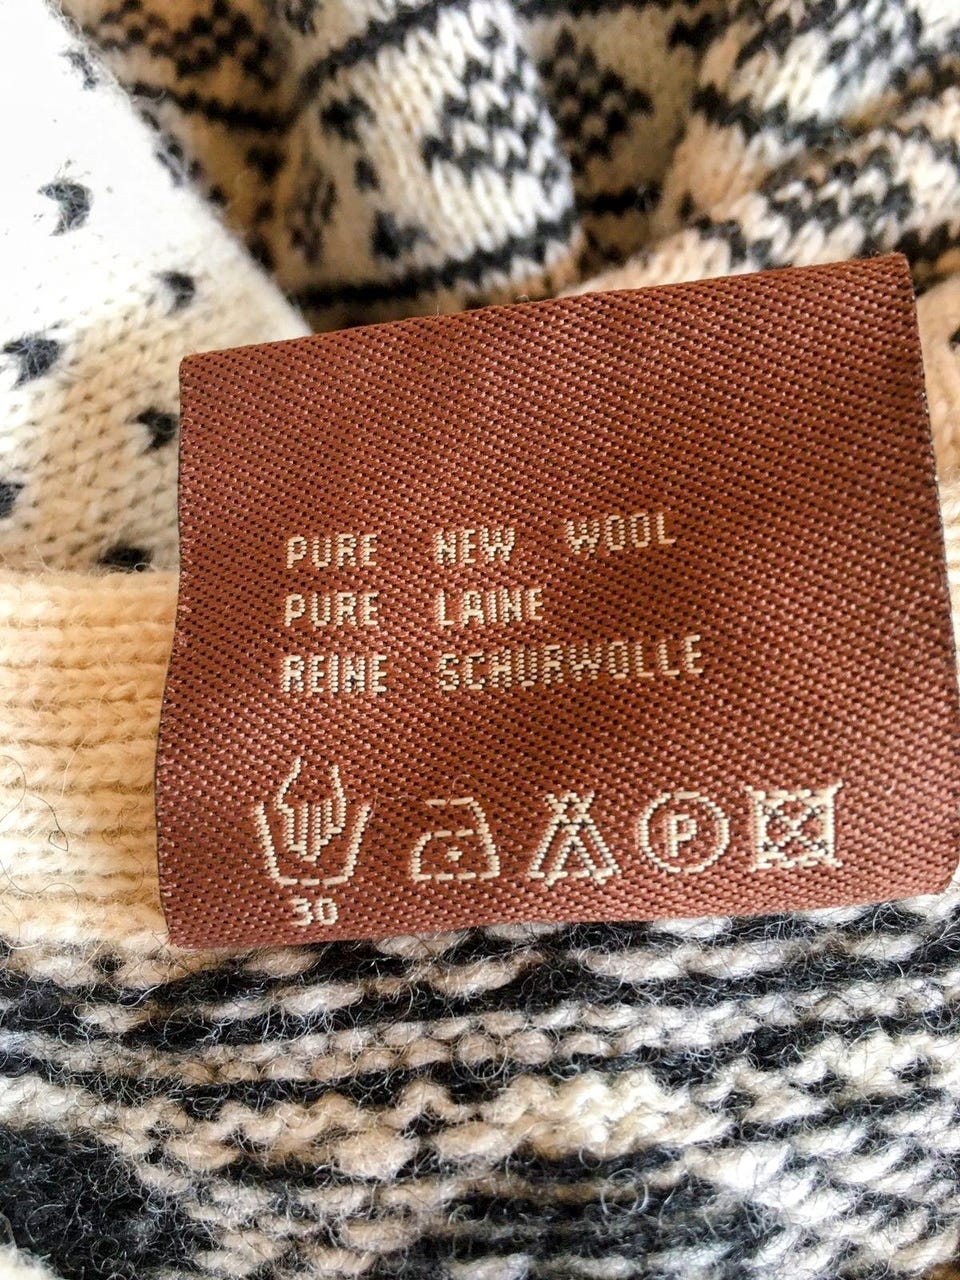 PURE NEW WOOL
PURE LAINE
REINE SCHURWOLLE
30
P